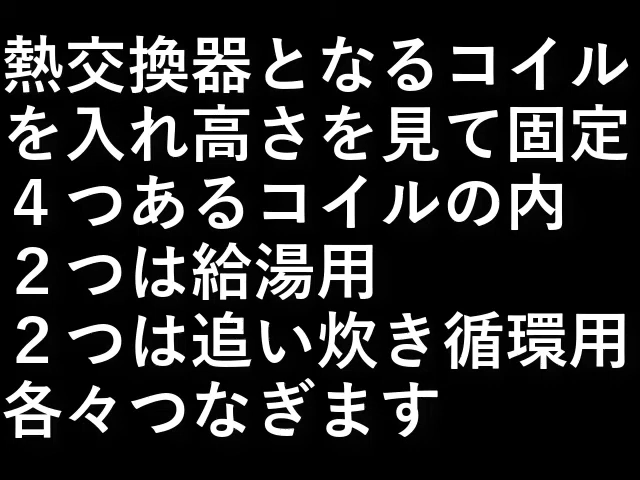 熱交換器となるコイル
を入れ高さを見て固定
４つあるコイルの内
２つは給湯用
２つは追い炊き循環用
各々つなぎます